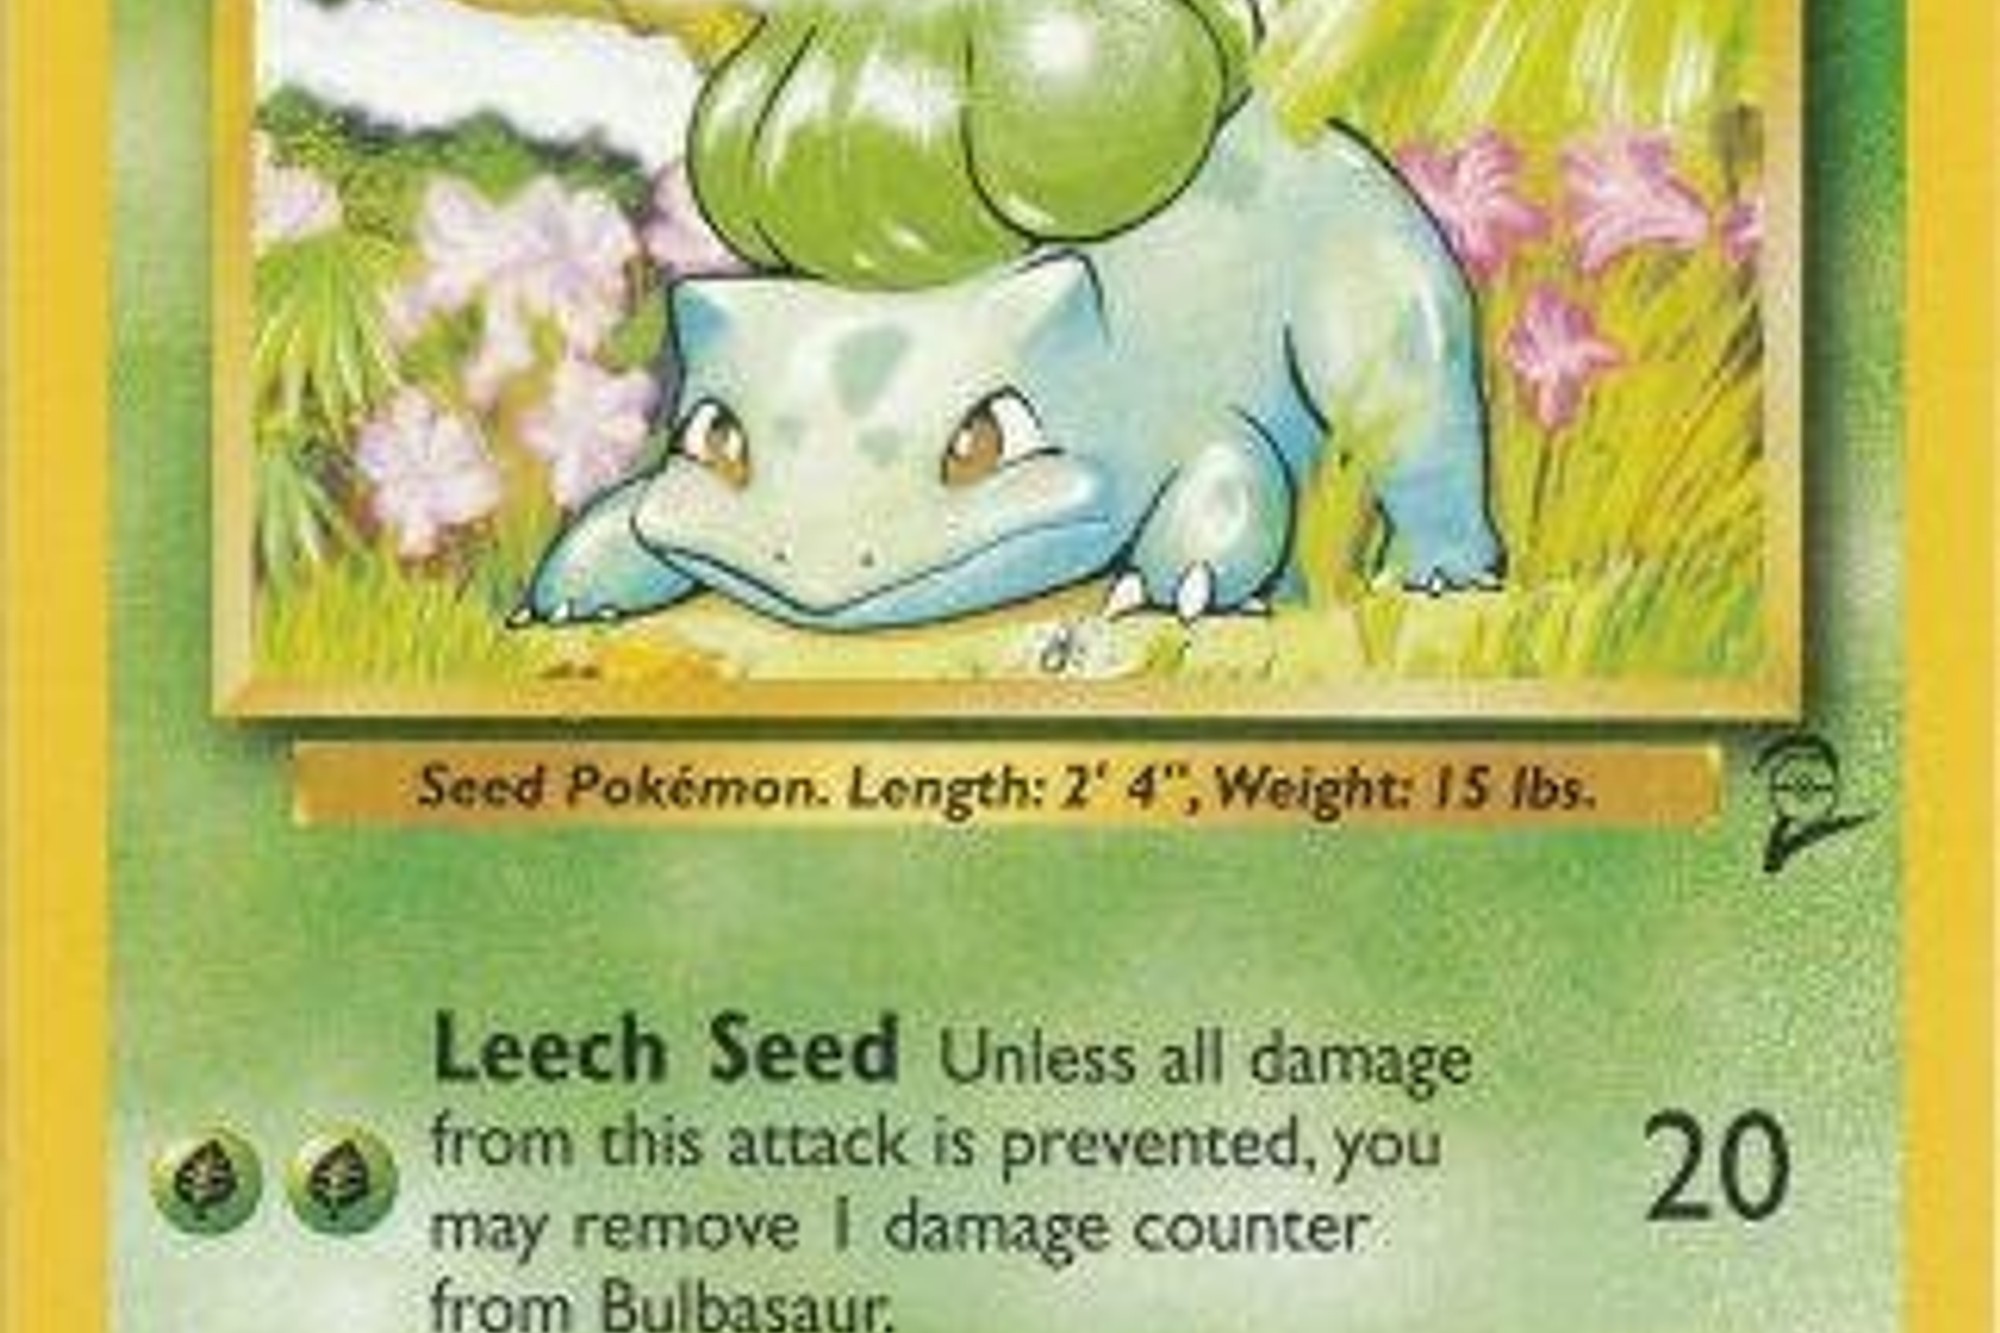 Seed Pokémon. Length: 2' 4", Weight: 15 lbs.
Leech Seed Unless all damage
from this attack is prevented, you
may remove 1 damage counter
from Bulbasaur.
20